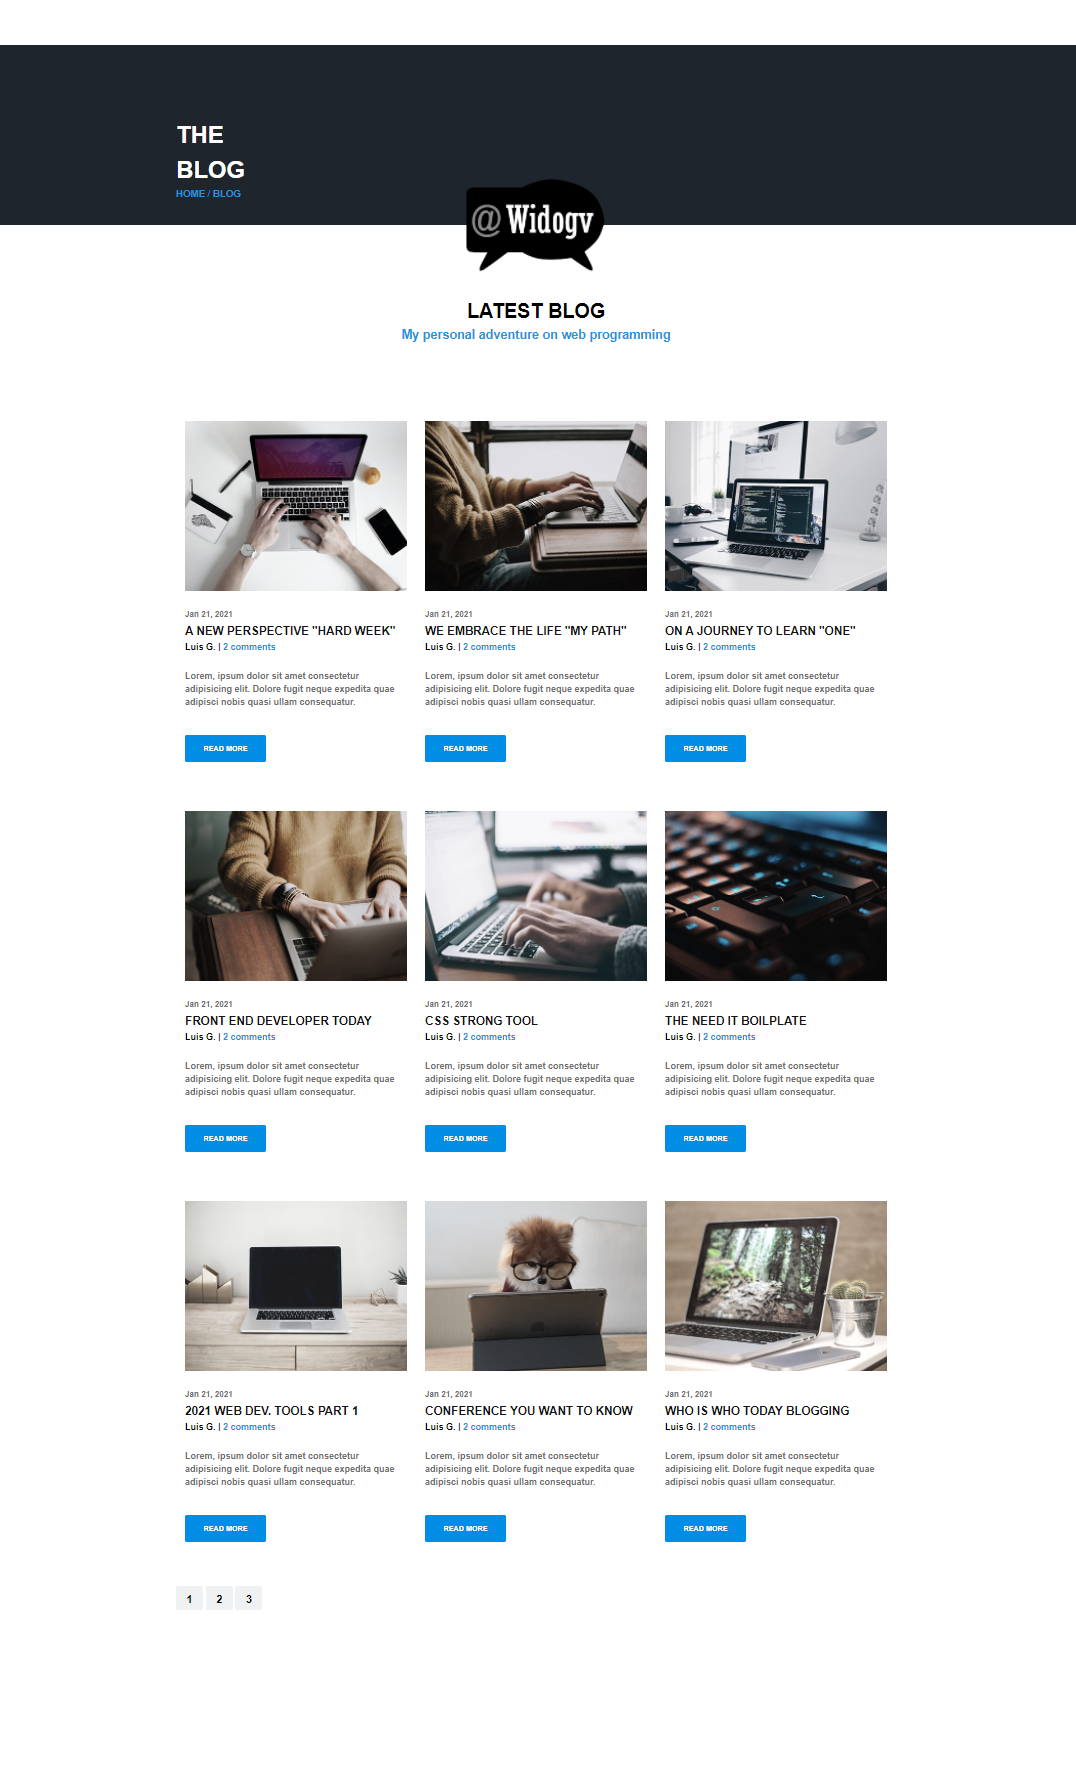 THE
BLOG
HOME / BLOG
@ Widogv
LATEST BLOG
My personal adventure on web programming
Jan 21, 2021
A NEW PERSPECTIVE "HARD WEEK"
Luis G. | 2 comments
Lorem, ipsum dolor sit amet consectetur
adipisicing elit. Dolore fugit neque expedita quae
adipisci nobis quasi ullam consequatur.
READ MORE
Jan 21, 2021
WE EMBRACE THE LIFE "MY PATH"
Luis G. | 2 comments
Lorem, ipsum dolor sit amet consectetur
adipisicing elit. Dolore fugit neque expedita quae
adipisci nobis quasi ullam consequatur.
READ MORE
Jan 21, 2021
ON A JOURNEY TO LEARN "ONE"
Luis G. | 2 comments
Lorem, ipsum dolor sit amet consectetur
adipisicing elit. Dolore fugit neque expedita quae
adipisci nobis quasi ullam consequatur.
READ MORE
Jan 21, 2021
FRONT END DEVELOPER TODAY
Luis G. | 2 comments
Lorem, ipsum dolor sit amet consectetur
adipisicing elit. Dolore fugit neque expedita quae
adipisci nobis quasi ullam consequatur.
READ MORE
Jan 21, 2021
CSS STRONG TOOL
Luis G. | 2 comments
Lorem, ipsum dolor sit amet consectetur
adipisicing elit. Dolore fugit neque expedita quae
adipisci nobis quasi ullam consequatur.
READ MORE
Jan 21, 2021
THE NEED IT BOILPLATE
Luis G. | 2 comments
Lorem, ipsum dolor sit amet consectetur
adipisicing elit. Dolore fugit neque expedita quae
adipisci nobis quasi ullam consequatur.
READ MORE
Jan 21, 2021
2021 WEB DEV. TOOLS PART 1
Luis G. | 2 comments
Lorem, ipsum dolor sit amet consectetur
adipisicing elit. Dolore fugit neque expedita quae
adipisci nobis quasi ullam consequatur.
READ MORE
Jan 21, 2021
CONFERENCE YOU WANT TO KNOW
Luis G. | 2 comments
Lorem, ipsum dolor sit amet consectetur
adipisicing elit. Dolore fugit neque expedita quae
adipisci nobis quasi ullam consequatur.
READ MORE
Jan 21, 2021
WHO IS WHO TODAY BLOGGING
Luis G. | 2 comments
Lorem, ipsum dolor sit amet consectetur
adipisicing elit. Dolore fugit neque expedita quae
adipisci nobis quasi ullam consequatur.
READ MORE
1 2 3